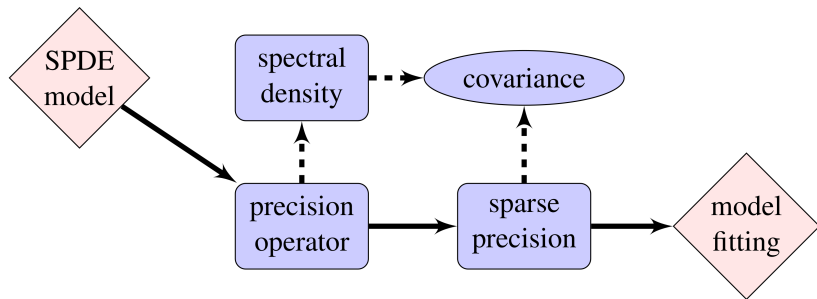 SPDE
model
spectral
density
covariance
precision
operator
sparse
precision
model
fitting